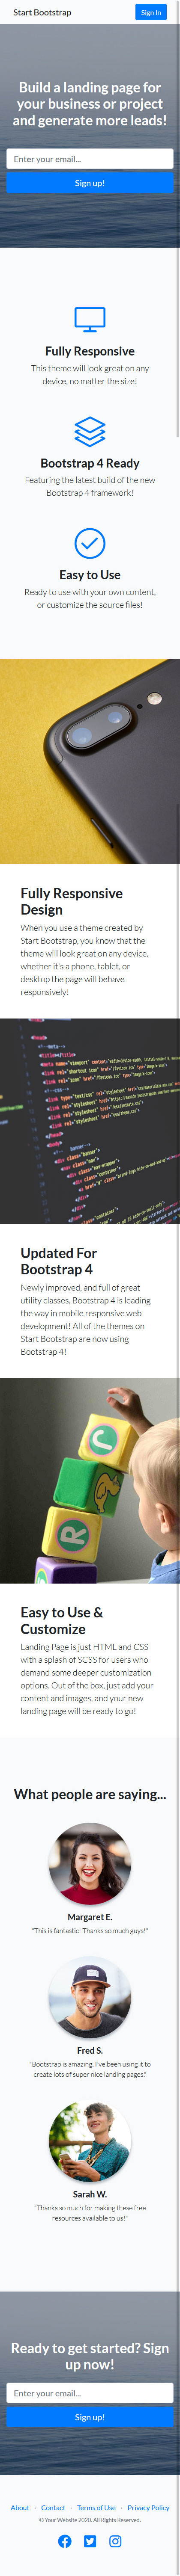 Start Bootstrap
Sign In
Build a landing page for
your business or project
and generate more leads!
Enter your email...
Sign up!
Fully Responsive
This theme will look great on any
device, no matter the size!
Bootstrap 4 Ready
Featuring the latest build of the new
Bootstrap 4 framework!
Easy to Use
Ready to use with your own content,
or customize the source files!
Fully Responsive
Design
When you use a theme created by
Start Bootstrap, you know that the
theme will look great on any device,
whether it's a phone, tablet, or
desktop the page will behave
responsively!
Updated For
Bootstrap 4
Newly improved, and full of great
utility classes, Bootstrap 4 is leading
the way in mobile responsive web
development! All of the themes on
Start Bootstrap are now using
Bootstrap 4!
R
Easy to Use &
Customize
Landing Page is just HTML and CSS
with a splash of SCSS for users who
demand some deeper customization
options. Out of the box, just add your
content and images, and your new
landing page will be ready to go!
What people are saying...
Margaret E.
"This is fantastic! Thanks so much guys!"
Fred S.
"Bootstrap is amazing. I've been using it to
create lots of super nice landing pages."
Sarah W.
"Thanks so much for making these free
resources available to us!"
Ready to get started? Sign
up now!
Enter your email...
Sign up!
About · Contact · Terms of Use · Privacy Policy
© Your Website 2020. All Rights Reserved.